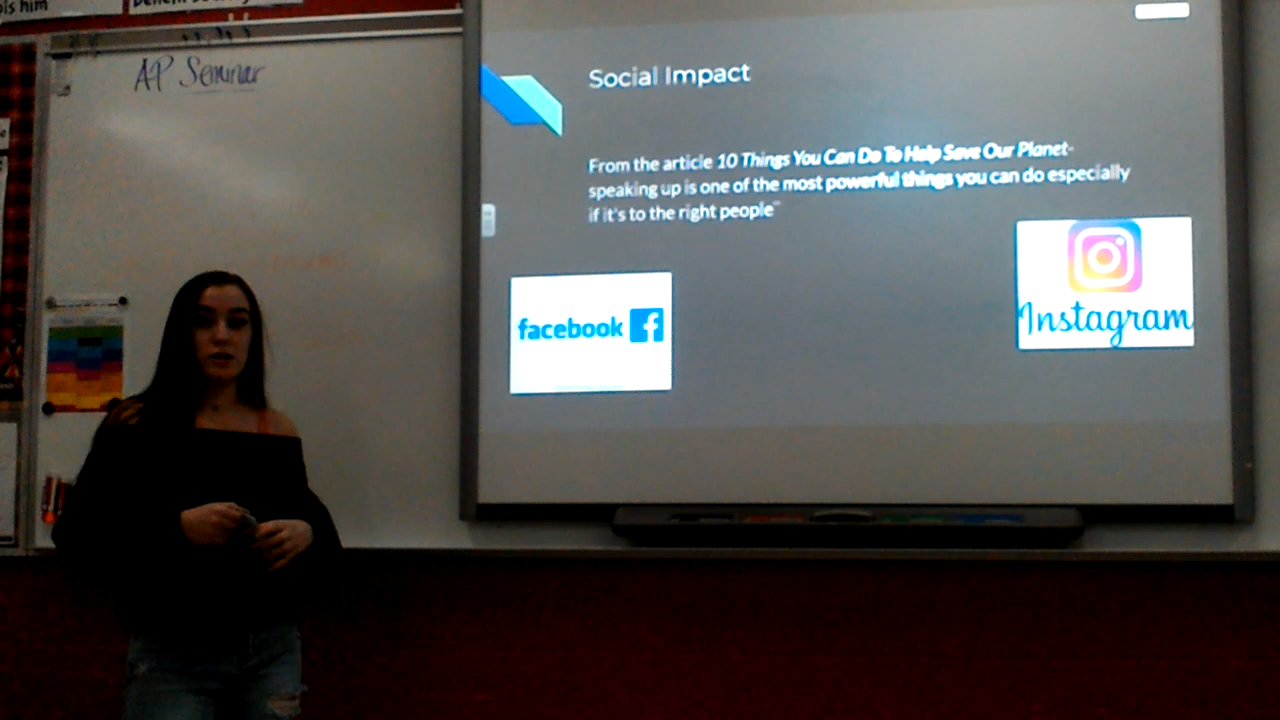 his him
AP Seminar
Social Impact
From the article 10 Things You Can Do To Help Save Our Planet-
speaking up is one of the most powerful things you can do especially
if it's to the right people"
facebook f
Instagram